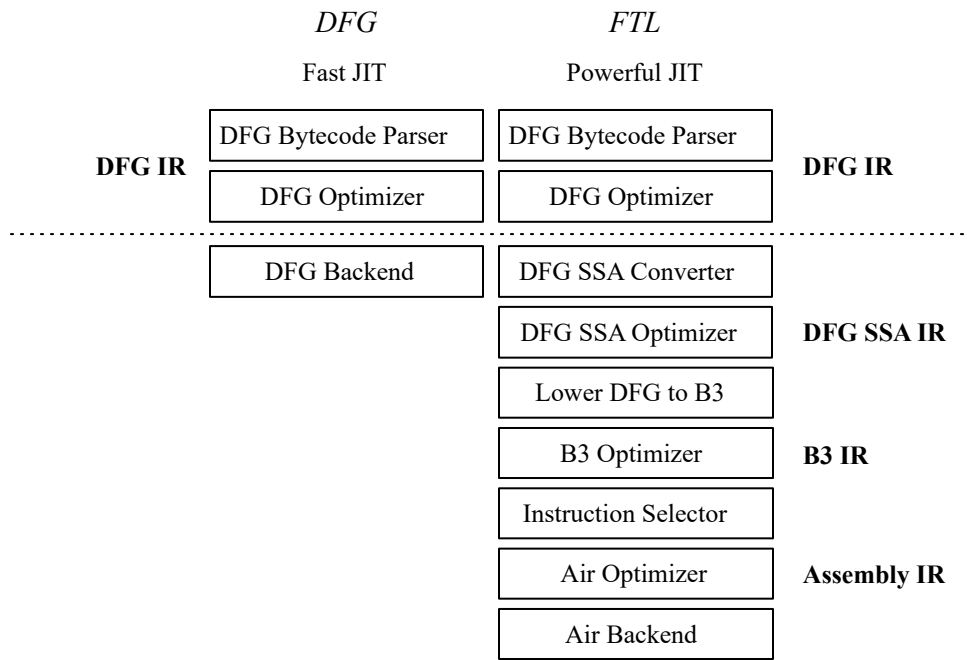 DFG FTL
Fast JIT Powerful JIT
DFG Bytecode Parser DFG Bytecode Parser
DFG IR DFG IR
DFG Optimizer DFG Optimizer
DFG Backend DFG SSA Converter
DFG SSA Optimizer DFG SSA IR
Lower DFG to B3
B3 Optimizer B3 IR
Instruction Selector
Air Optimizer Assembly IR
Air Backend